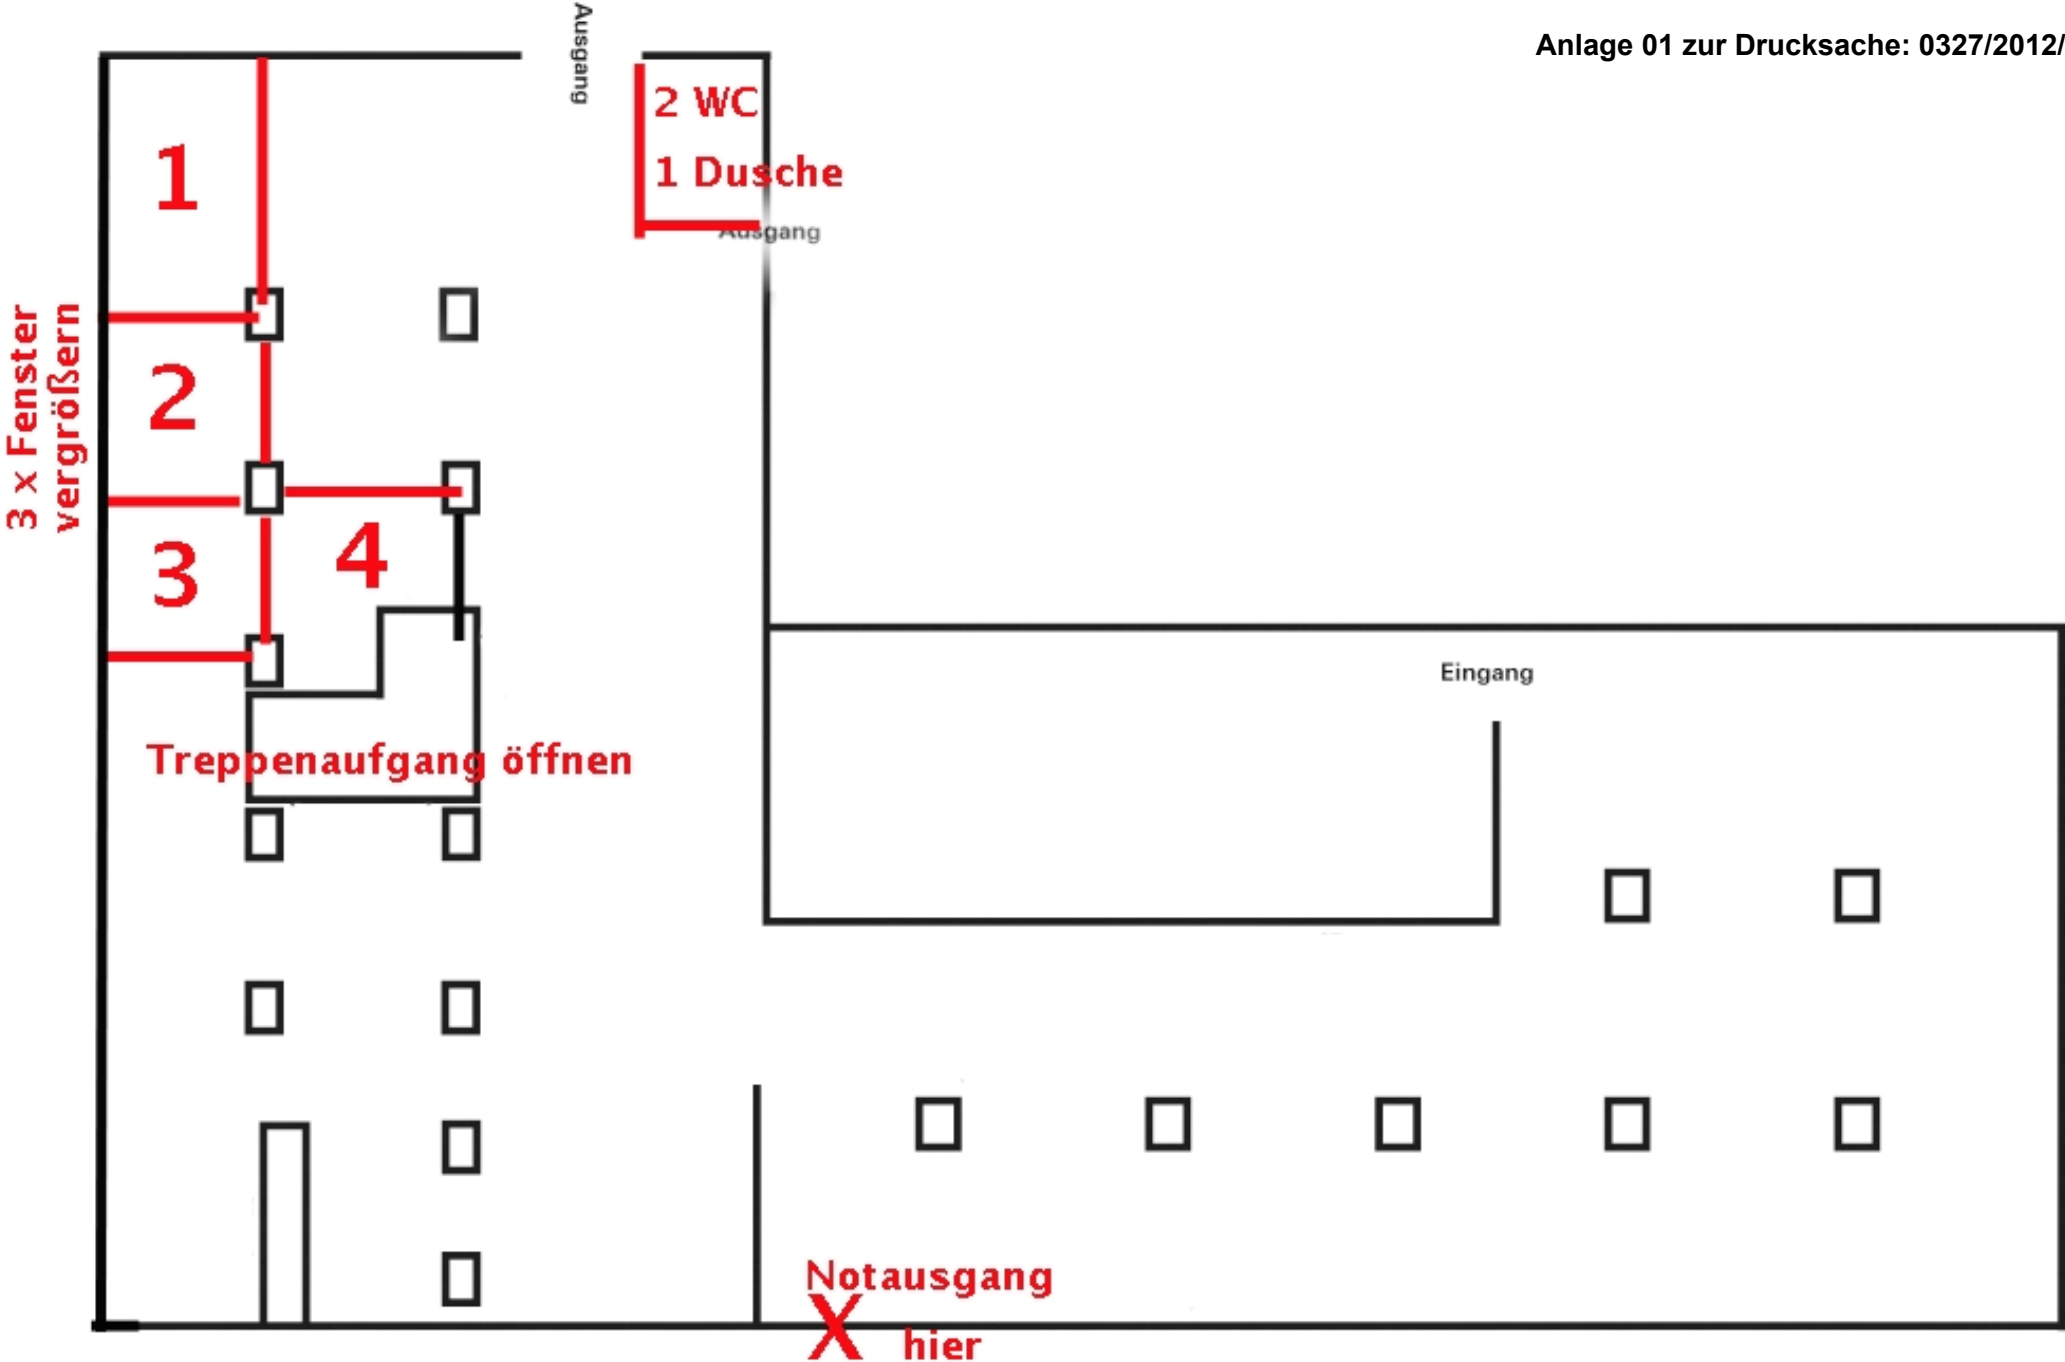 Anlage 01 zur Drucksache: 0327/2012/
Ausgang
2 WC
1 Dusche
Ausgang
1
2
3
4
3 x Fenster
vergrößern
Treppenaufgang öffnen
Eingang
Notausgang
X hier